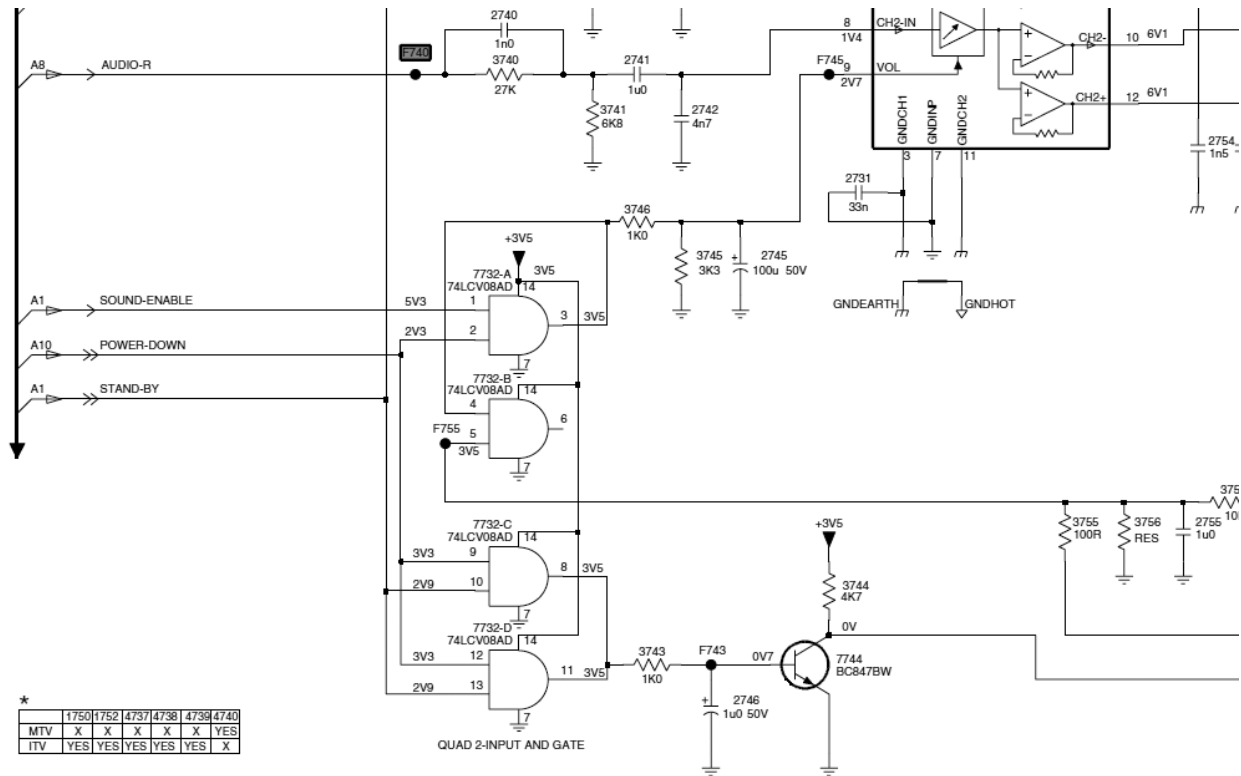 2740
1n0
F740
A8 AUDIO-R
3740
27K
2741
1u0
3741
6K8
2742
4n7
8 CH2-IN
1V4
F745 9 VOL
2V7
CH2- 10 6V1
CH2+ 12 6V1
GNDCH1 GNDINP GNDCH2
3 7 11
2754
1n5
2731
33n
3746
1K0
3745
3K3
2745
+ 100u 50V
GNDEARTH GNDHOT
+3V5
3V5
7732-A
74LCV08AD 14
A1 SOUND-ENABLE 5V3 1
3 3V5
2V3 2
A10 POWER-DOWN
7
7732-B
74LCV08AD 14
A1 STAND-BY
4
6
F755 5
3V5
7
7732-C
74LCV08AD 14
3V3 9
8 3V5
2V9 10
7
7732-D
74LCV08AD 14
3V3 12
11 3V5
2V9 13
7
3743
1K0
F743
0V7
2746
+ 1u0 50V
+3V5
3744
4K7
0V
7744
BC847BW
3755
100R
3756
RES
2755
1u0
QUAD 2-INPUT AND GATE
*
1750 1752 4737 4738 4739 4740
MTV X X X X X YES
ITV YES YES YES YES YES X